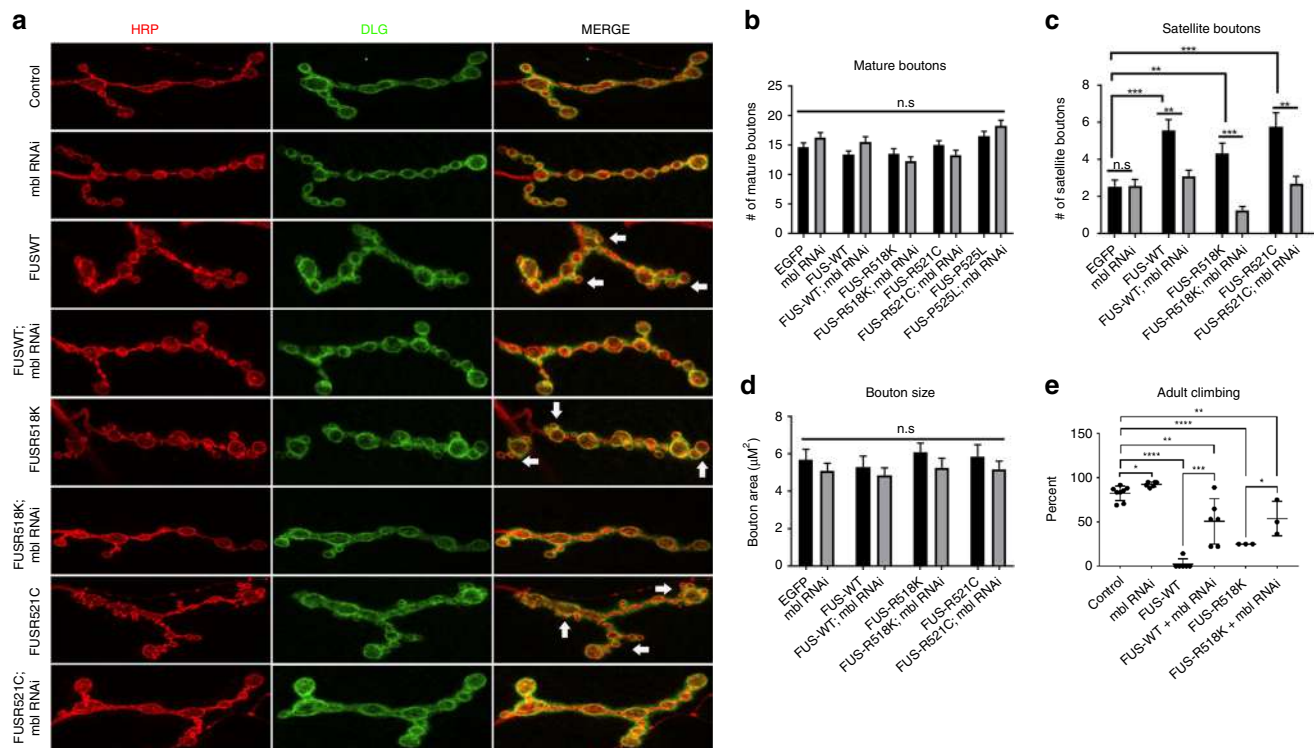 a
HRP
DLG
MERGE
Control
mbl RNAi
FUSWT
FUSWT;
mbl RNAi
FUSR518K
FUSR518K;
mbl RNAi
FUSR521C
FUSR521C;
mbl RNAi
b
Mature boutons
n.s
# of mature boutons
25
20
15
10
5
0
EGFP
mbl RNAi
FUS-WT
FUS-WT; mbl RNAi
FUS-R518K
FUS-R518K; mbl RNAi
FUS-R521C
FUS-R521C; mbl RNAi
FUS-P525L
FUS-P525L; mbl RNAi
c
Satellite boutons
***
**
***
**
**
***
n.s
# of satellite boutons
8
6
4
2
0
EGFP
mbl RNAi
FUS-WT
FUS-WT; mbl RNAi
FUS-R518K
FUS-R518K; mbl RNAi
FUS-R521C
FUS-R521C; mbl RNAi
d
Bouton size
n.s
Bouton area (μM²)
8
6
4
2
0
EGFP
mbl RNAi
FUS-WT
FUS-WT; mbl RNAi
FUS-R518K
FUS-R518K; mbl RNAi
FUS-R521C
FUS-R521C; mbl RNAi
e
Adult climbing
**
****
**
****
*
***
*
Percent
150
100
50
0
Control
mbl RNAi
FUS-WT
FUS-WT + mbl RNAi
FUS-R518K
FUS-R518K + mbl RNAi